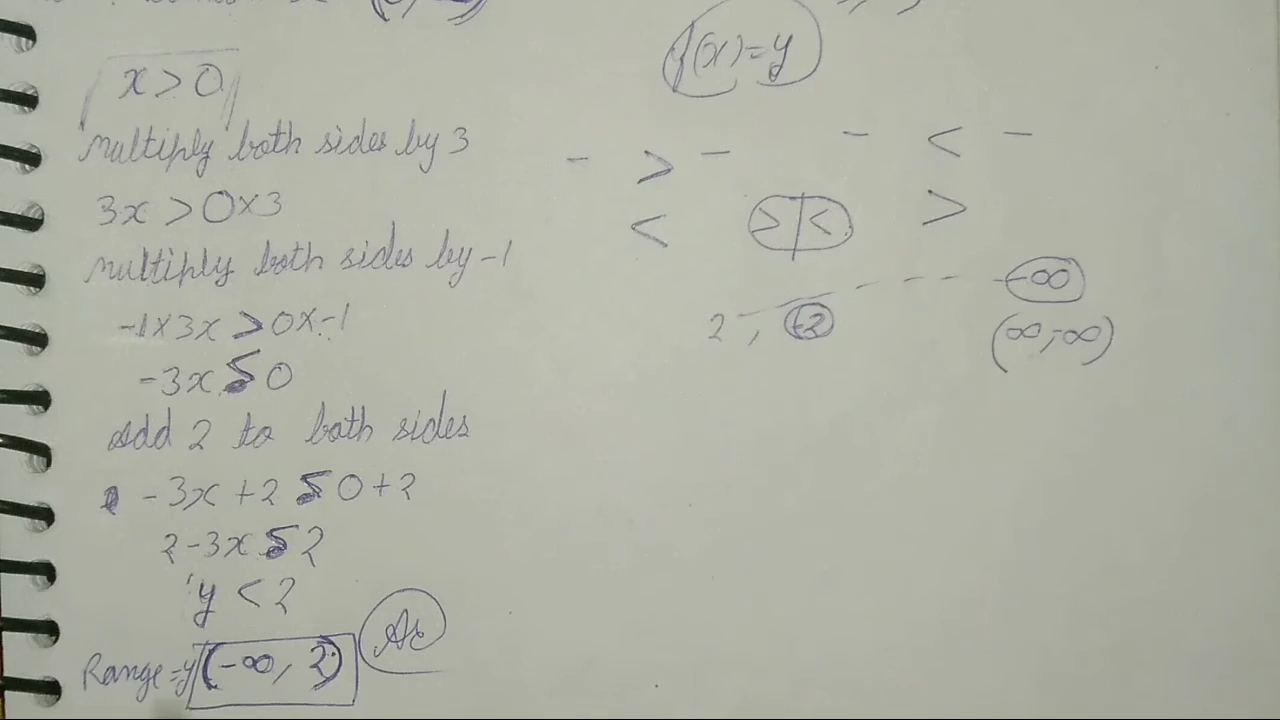 f(x)=y
x > 0
Multiply both sides by 3
3x > 0×3
multiply both sides by -1
-1×3x > 0×-1
-3x < 0
Add 2 to both sides
-3x + 2 < 0+2
2-3x < 2
y < 2
Range = y (-∞, 2)
- > -
- < -
< >|< >
2, -2 - - - - -∞
(∞, -∞)